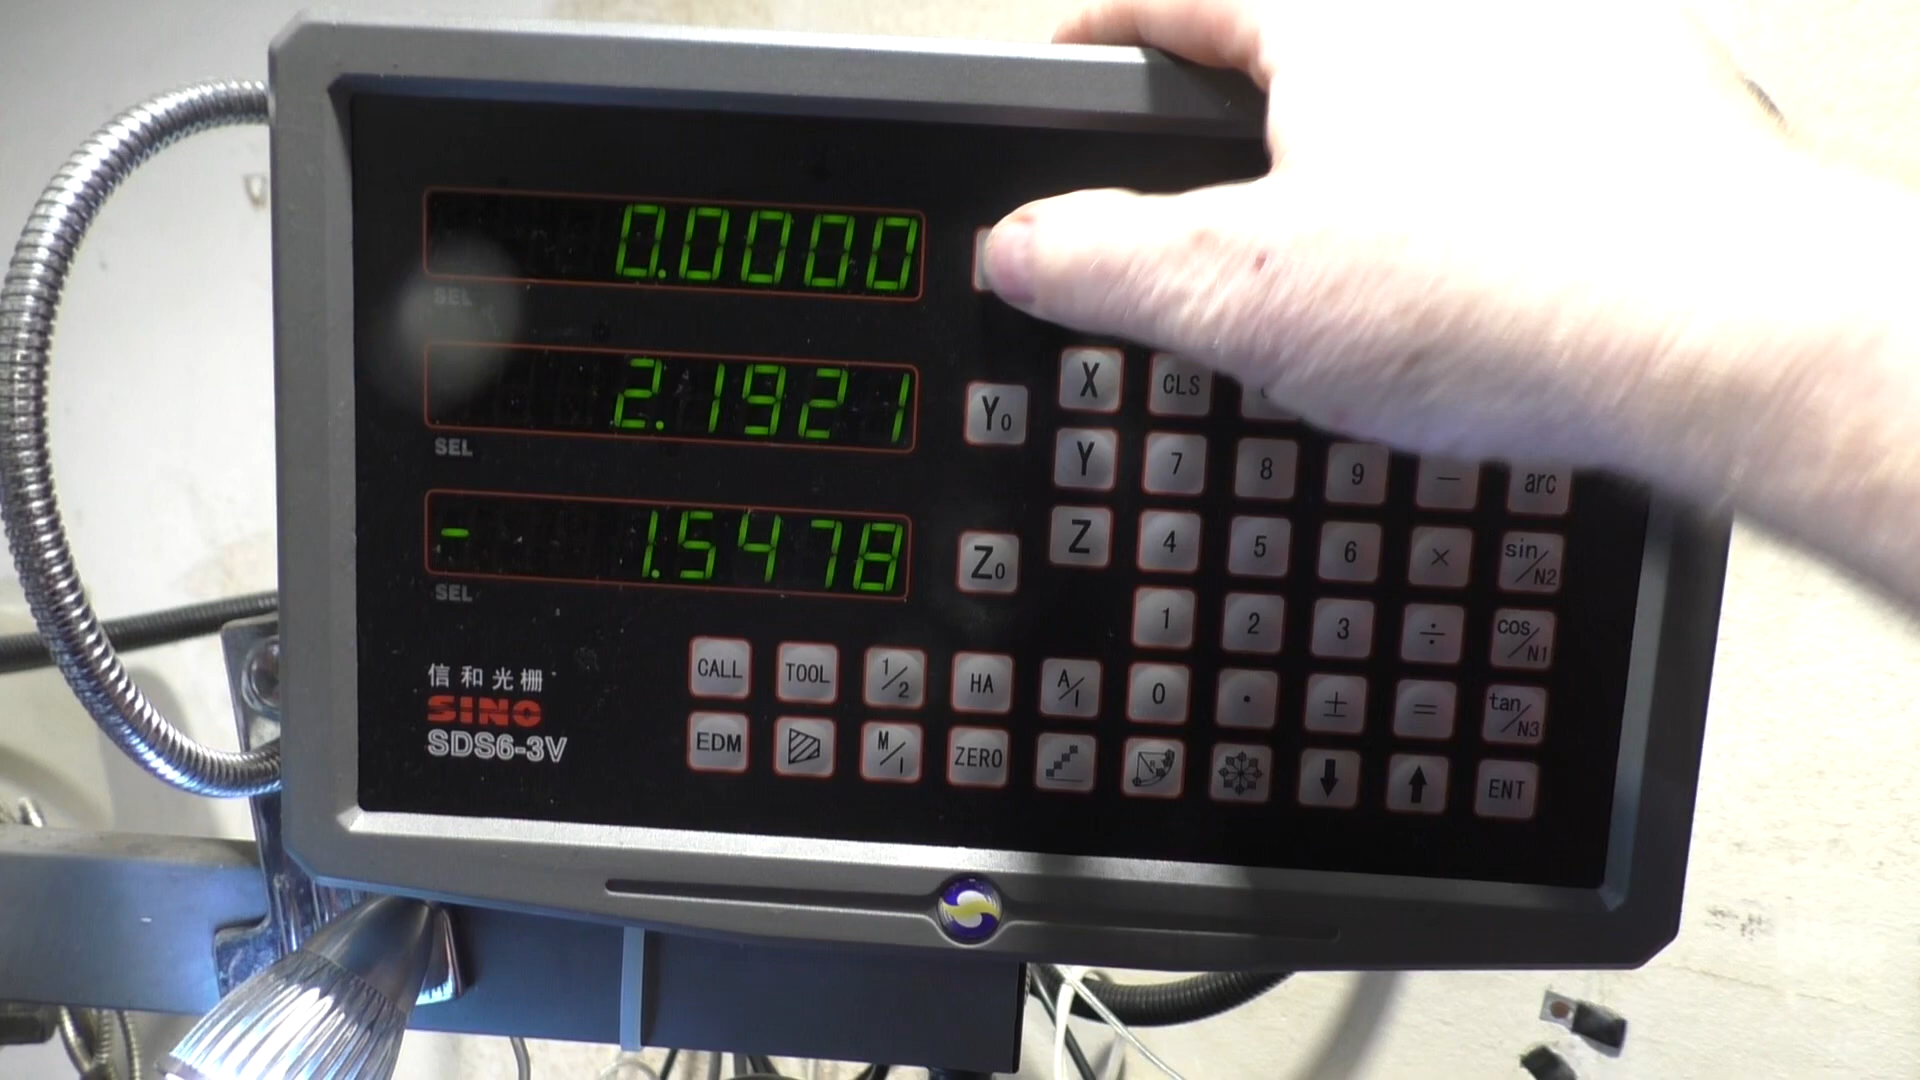 0.0000
SEL
2.1921
SEL
- 1.5478
SEL
Y0
Z0
X CLS
Y 7 8 9 — arc
Z 4 5 6 × sin/N2
1 2 3 ÷ cos/N1
CALL TOOL 1/2 HA A/I 0 · ± = tan/N3
EDM M/I ZERO ENT
信和光栅
SINO
SDS6-3V